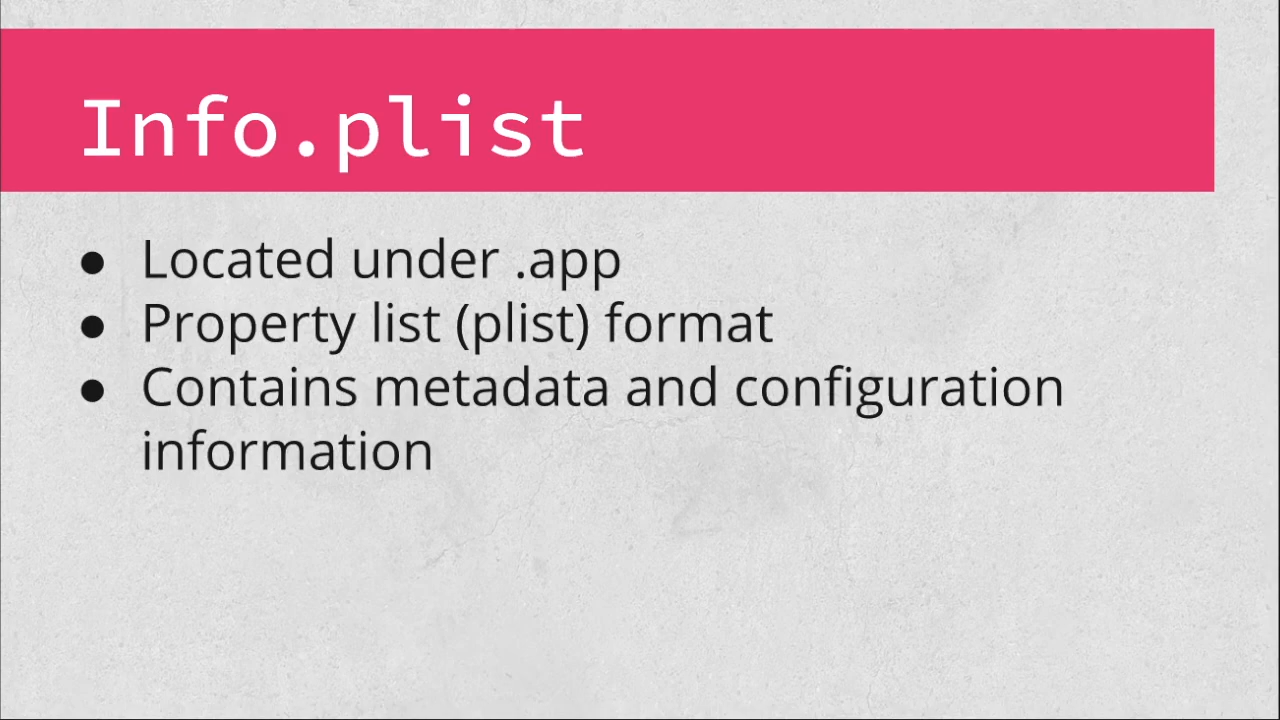 Info.plist
● Located under .app
● Property list (plist) format
● Contains metadata and configuration
information